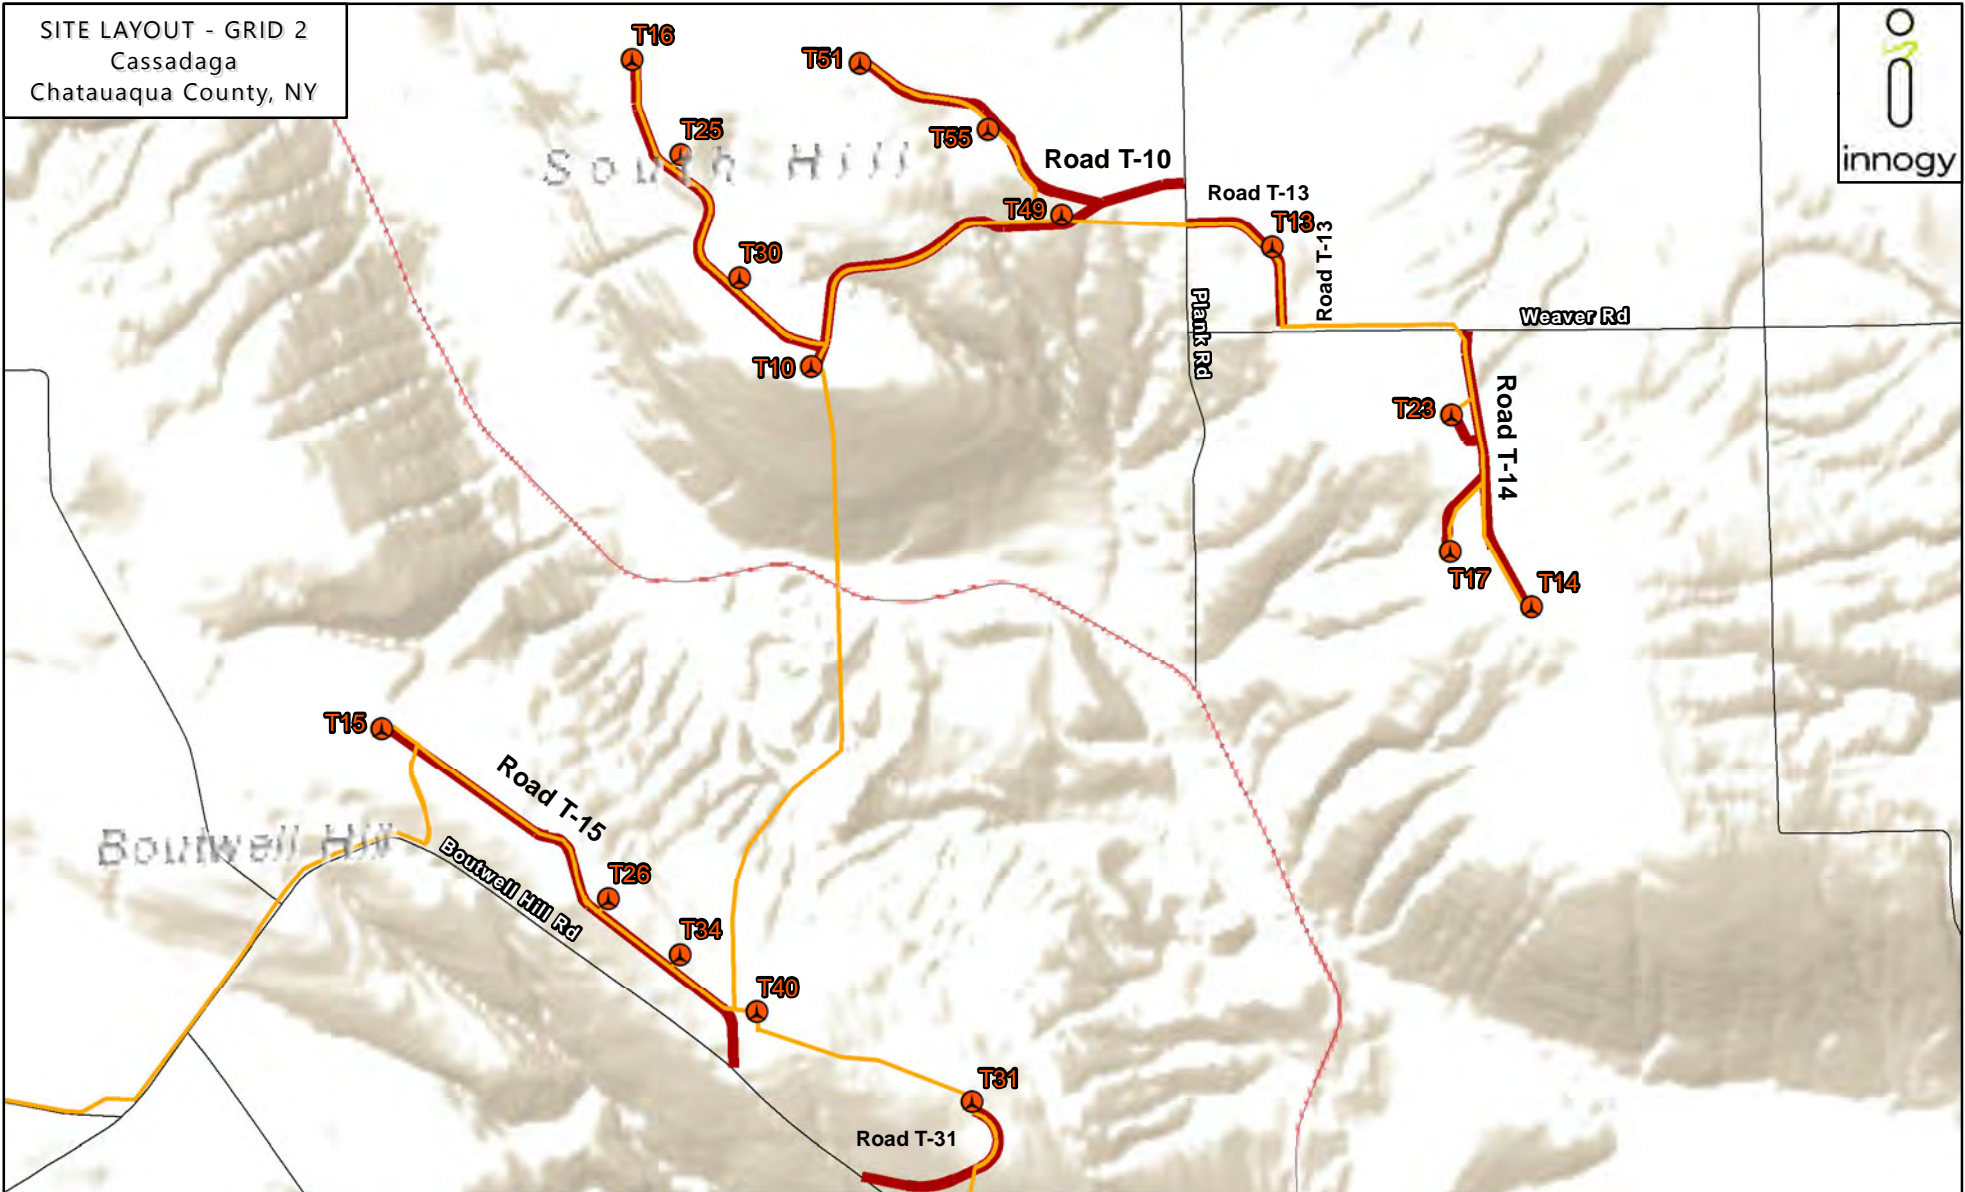 SITE LAYOUT - GRID 2
Cassadaga
Chatauaqua County, NY
innogy
T16
T51
T25
T55
South Hill
Road T-10
Road T-13
T49
T13
Road T-13
T30
Plank Rd
Weaver Rd
T10
T23
Road T-14
T17
T14
T15
Road T-15
Boutwell Hill
Boutwell Hill Rd
T26
T34
T40
T31
Road T-31